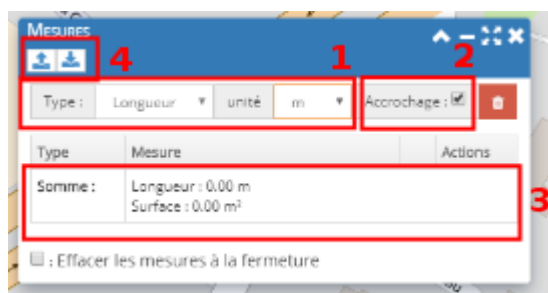 Mesures
4
1
2
Type : Longueur unité m Accrochage :
Type Mesure Actions
Somme : Longueur : 0.00 m
Surface : 0.00 m²
3
: Effacer les mesures à la fermeture